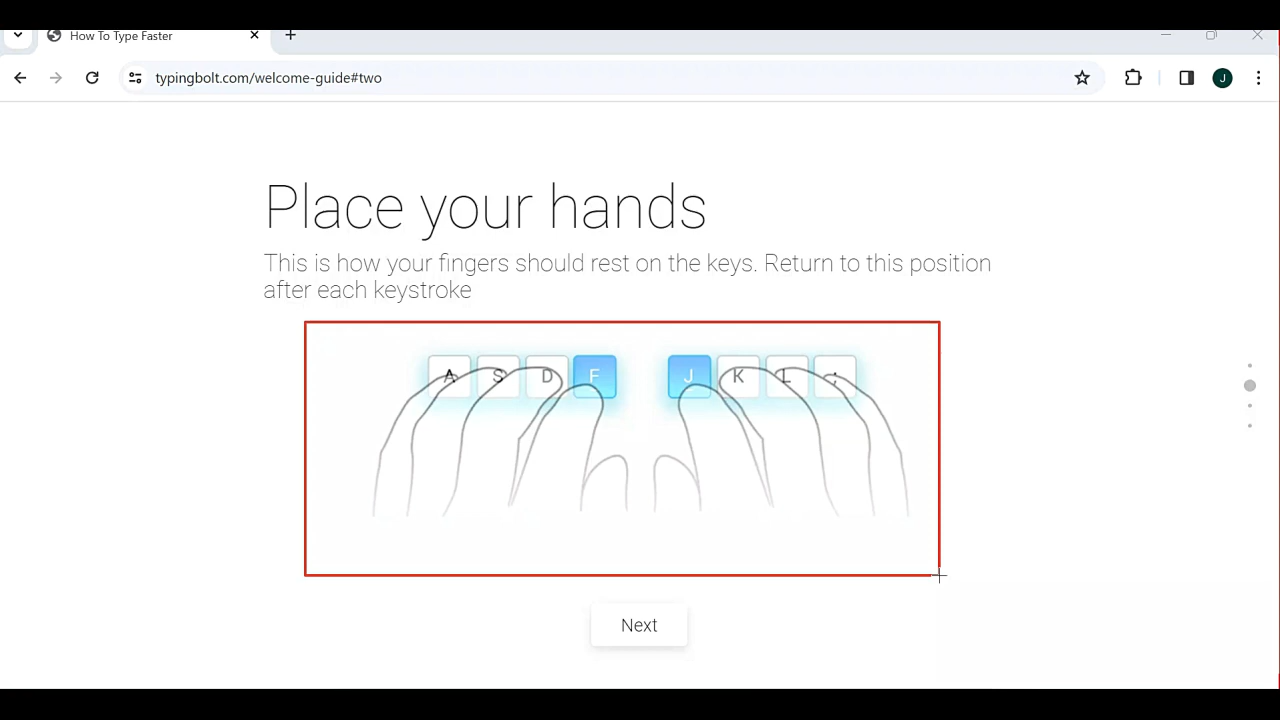 How To Type Faster
typingbolt.com/welcome-guide#two
J
Place your hands
This is how your fingers should rest on the keys. Return to this position
after each keystroke
A S D F J K L ;
Next